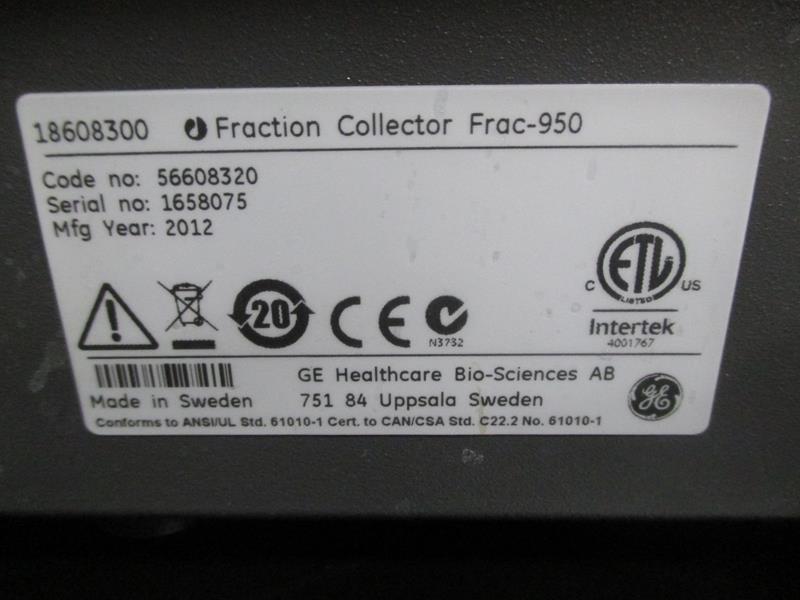 18608300 Fraction Collector Frac-950
Code no: 56608320
Serial no: 1658075
Mfg Year: 2012
ETL
C US
LISTED
Intertek
4001767
20
CE
N3732
GE Healthcare Bio-Sciences AB
Made in Sweden 751 84 Uppsala Sweden
GE
Conforms to ANSI/UL Std. 61010-1 Cert. to CAN/CSA Std. C22.2 No. 61010-1